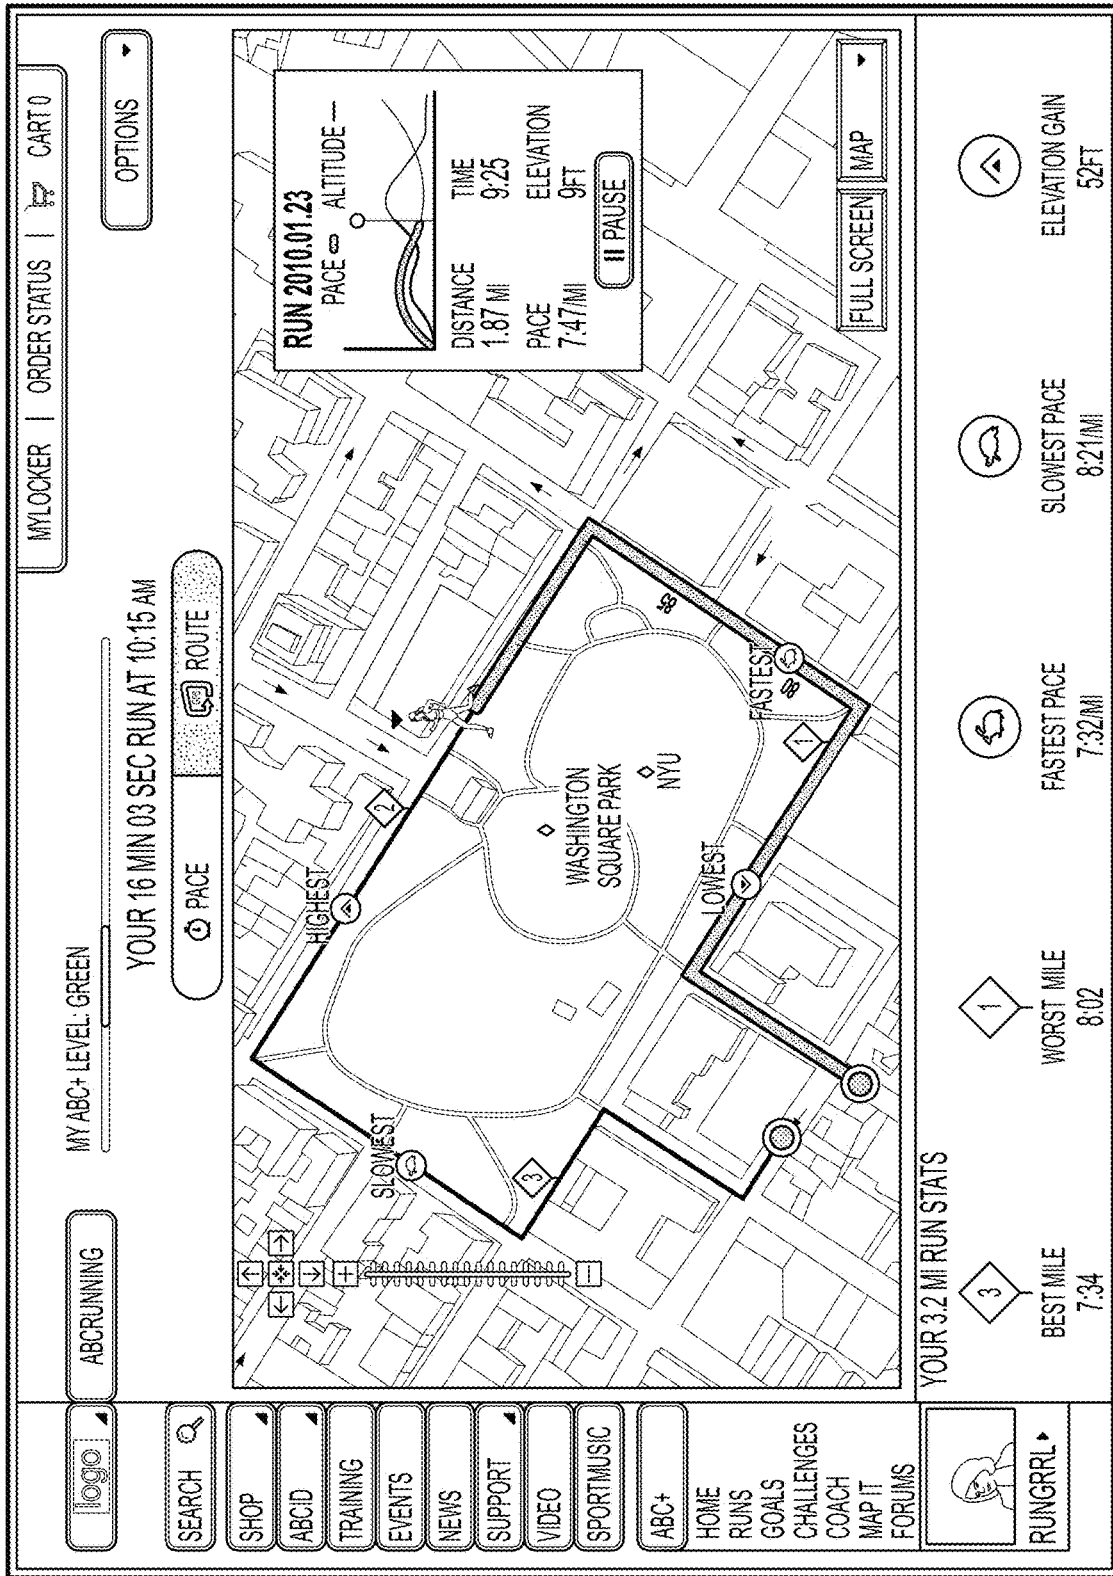 MYLOCKER | ORDER STATUS | CART 0
logo
ABCRUNNING
MY ABC+ LEVEL: GREEN
OPTIONS
YOUR 16 MIN 03 SEC RUN AT 10:15 AM
PACE
ROUTE
SEARCH
SHOP
ABCID
TRAINING
EVENTS
NEWS
SUPPORT
VIDEO
SPORTMUSIC
ABC+
HOME
RUNS
GOALS
CHALLENGES
COACH
MAP IT
FORUMS
RUNGRRL
HIGHEST
2
SLOWEST
3
WASHINGTON
SQUARE PARK
NYU
LOWEST
1
FASTEST
80
85
RUN 2010.01.23
PACE
ALTITUDE
DISTANCE
1.87 MI
TIME
9:25
PACE
7:47/MI
ELEVATION
9FT
PAUSE
FULL SCREEN
MAP
YOUR 3.2 MI RUN STATS
3
BEST MILE
7:34
1
WORST MILE
8:02
FASTEST PACE
7:32/MI
SLOWEST PACE
8:21/MI
ELEVATION GAIN
52FT